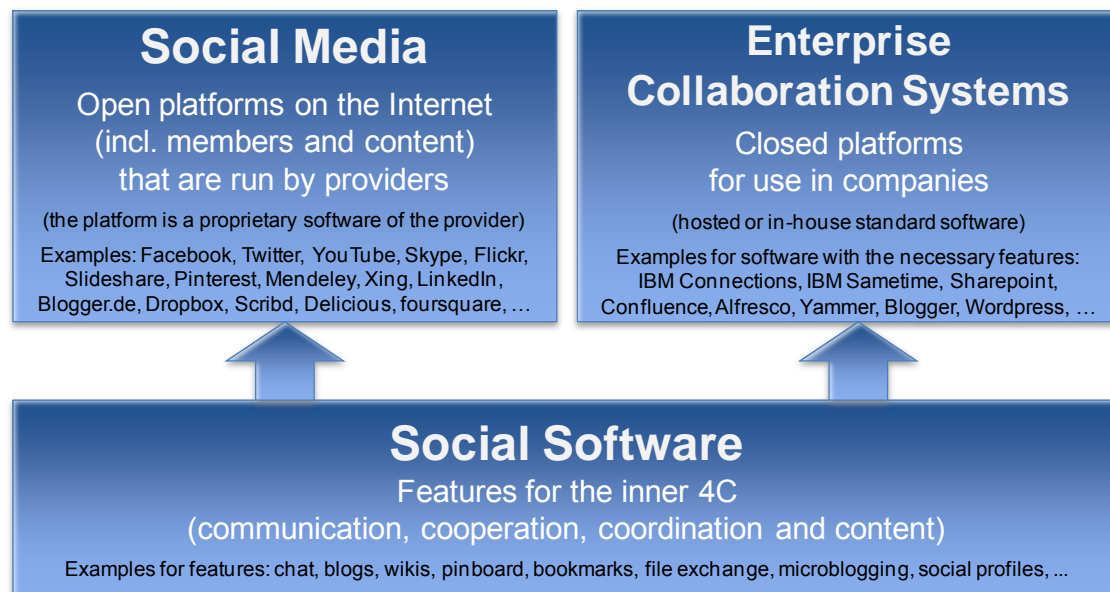 Social Media
Open platforms on the Internet
(incl. members and content)
that are run by providers
(the platform is a proprietary software of the provider)
Examples: Facebook, Twitter, YouTube, Skype, Flickr,
Slideshare, Pinterest, Mendeley, Xing, LinkedIn,
Blogger.de, Dropbox, Scribd, Delicious, foursquare, …
Enterprise
Collaboration Systems
Closed platforms
for use in companies
(hosted or in-house standard software)
Examples for software with the necessary features:
IBM Connections, IBM Sametime, Sharepoint,
Confluence, Alfresco, Yammer, Blogger, Wordpress, …
Social Software
Features for the inner 4C
(communication, cooperation, coordination and content)
Examples for features: chat, blogs, wikis, pinboard, bookmarks, file exchange, microblogging, social profiles, ...